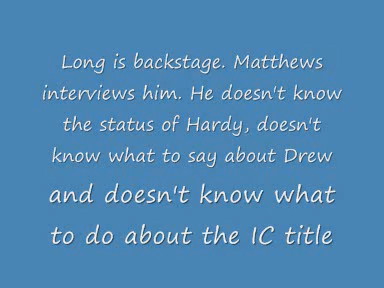 Long is backstage. Matthews
interviews him. He doesn't know
the status of Hardy, doesn't
know what to say about Drew
and doesn't know what
to do about the IC title